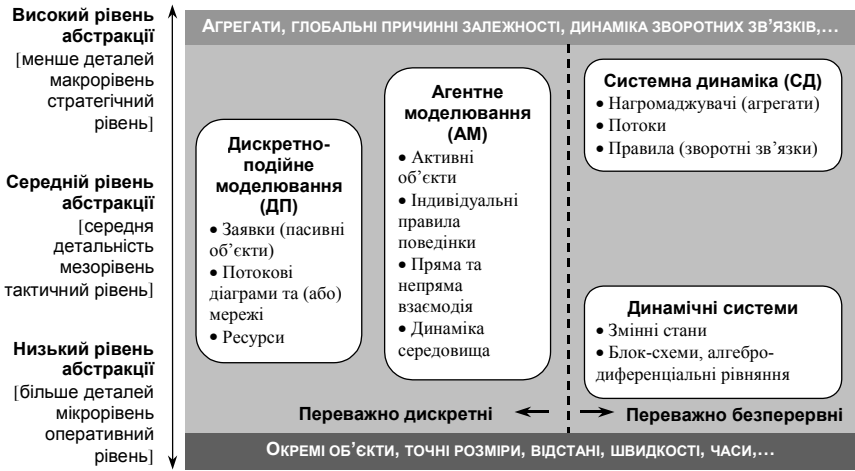 Високий рівень
абстракції
[менше деталей
макрорівень
стратегічний
рівень]
Середній рівень
абстракції
[середня
детальність
мезорівень
тактичний рівень]
Низький рівень
абстракції
[більше деталей
мікрорівень
оперативний
рівень]
АГРЕГАТИ, ГЛОБАЛЬНІ ПРИЧИННІ ЗАЛЕЖНОСТІ, ДИНАМІКА ЗВОРОТНИХ ЗВ’ЯЗКІВ,…
Дискретно-
подійне
моделювання
(ДП)
• Заявки (пасивні
об’єкти)
• Потокові
діаграми та (або)
мережі
• Ресурси
Агентне
моделювання
(АМ)
• Активні
об’єкти
• Індивідуальні
правила
поведінки
• Пряма та
непряма
взаємодія
• Динаміка
середовища
Системна динаміка (СД)
• Нагромаджувачі (агрегати)
• Потоки
• Правила (зворотні зв’язки)
Динамічні системи
• Змінні стани
• Блок-схеми, алгебро-
диференціальні рівняння
Переважно дискретні
Переважно безперервні
ОКРЕМІ ОБ’ЄКТИ, ТОЧНІ РОЗМІРИ, ВІДСТАНІ, ШВИДКОСТІ, ЧАСИ,…